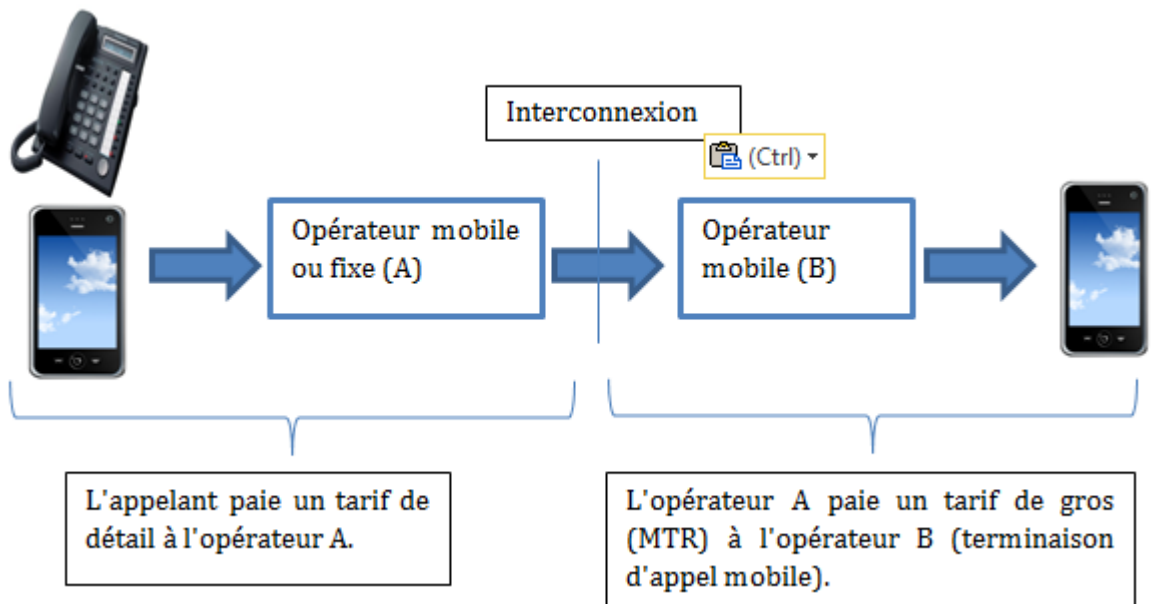 Interconnexion
(Ctrl)
Opérateur mobile
ou fixe (A)
Opérateur
mobile (B)
L'appelant paie un tarif de
détail à l'opérateur A.
L'opérateur A paie un tarif de gros
(MTR) à l'opérateur B (terminaison
d'appel mobile).